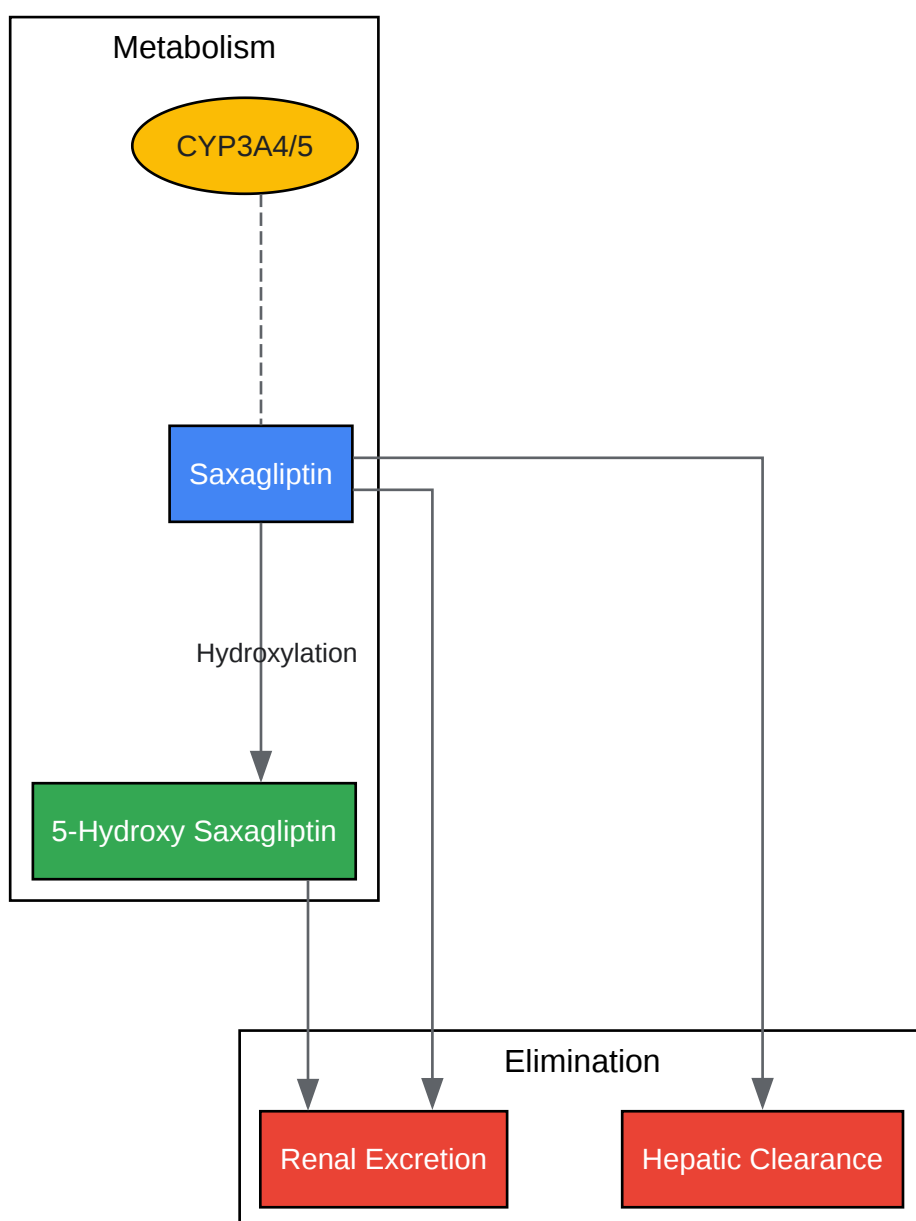 Metabolism
CYP3A4/5
Saxagliptin
Hydroxylation
5-Hydroxy Saxagliptin
Elimination
Renal Excretion
Hepatic Clearance